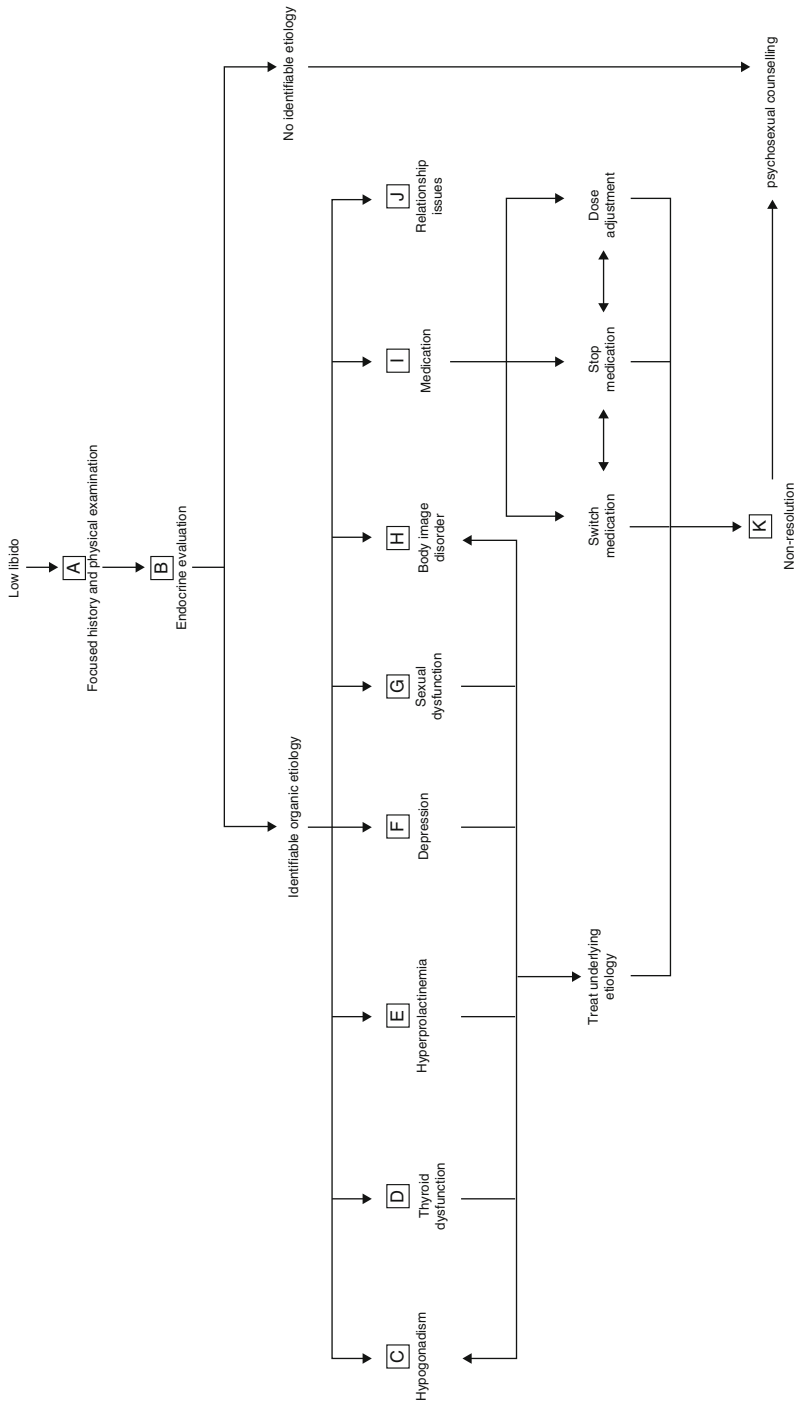 Low libido
A
Focused history and physical examination
B
Endocrine evaluation
Identifiable organic etiology
No identifiable etiology
C
Hypogonadism
D
Thyroid
dysfunction
E
Hyperprolactinemia
F
Depression
G
Sexual
dysfunction
H
Body image
disorder
I
Medication
J
Relationship
issues
Treat underlying
etiology
Switch
medication
Stop
medication
Dose
adjustment
K
Non-resolution
psychosexual counselling